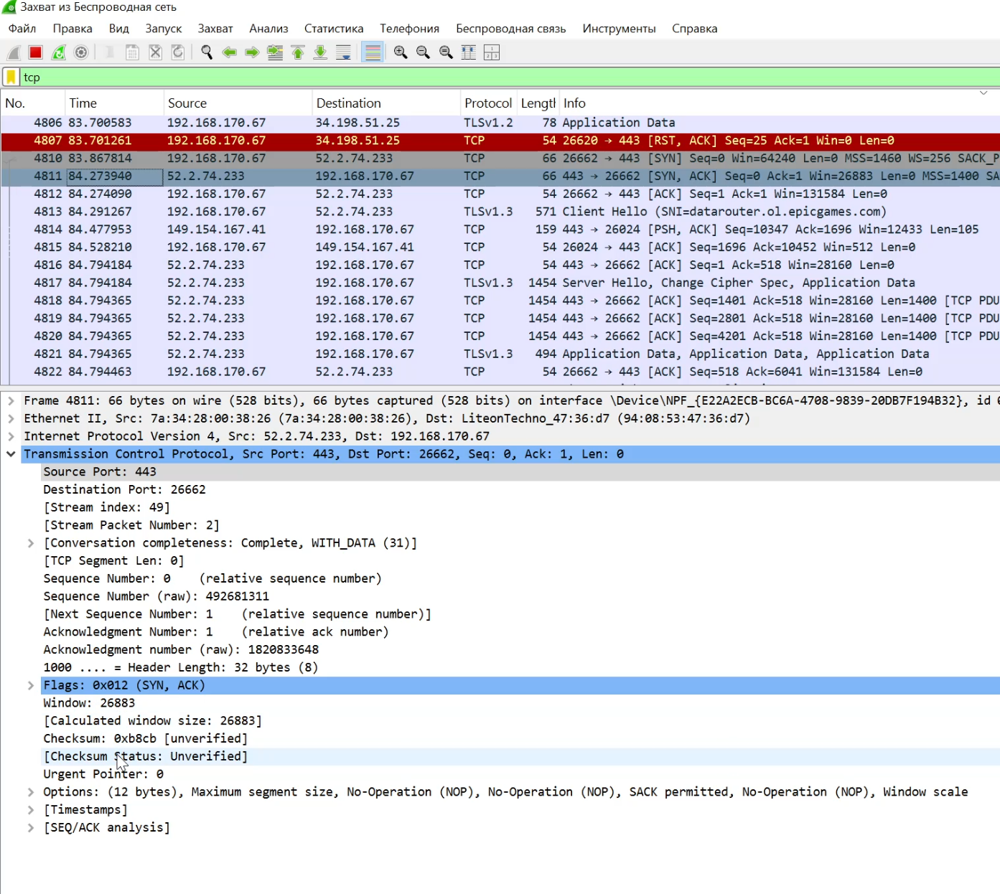 Захват из Беспроводная сеть
Файл Правка Вид Запуск Захват Анализ Статистика Телефония Беспроводная связь Инструменты Справка
tcp
No. Time Source Destination Protocol Lengtl Info
4806 83.700583 192.168.170.67 34.198.51.25 TLSv1.2 78 Application Data
4807 83.701261 192.168.170.67 34.198.51.25 TCP 54 26620 → 443 [RST, ACK] Seq=25 Ack=1 Win=0 Len=0
4810 83.867814 192.168.170.67 52.2.74.233 TCP 66 26662 → 443 [SYN] Seq=0 Win=64240 Len=0 MSS=1460 WS=256 SACK_P
4811 84.273940 52.2.74.233 192.168.170.67 TCP 66 443 → 26662 [SYN, ACK] Seq=0 Ack=1 Win=26883 Len=0 MSS=1400 SA
4812 84.274090 192.168.170.67 52.2.74.233 TCP 54 26662 → 443 [ACK] Seq=1 Ack=1 Win=131584 Len=0
4813 84.291267 192.168.170.67 52.2.74.233 TLSv1.3 571 Client Hello (SNI=datarouter.ol.epicgames.com)
4814 84.477953 149.154.167.41 192.168.170.67 TCP 159 443 → 26024 [PSH, ACK] Seq=10347 Ack=1696 Win=12433 Len=105
4815 84.528210 192.168.170.67 149.154.167.41 TCP 54 26024 → 443 [ACK] Seq=1696 Ack=10452 Win=512 Len=0
4816 84.794184 52.2.74.233 192.168.170.67 TCP 54 443 → 26662 [ACK] Seq=1 Ack=518 Win=28160 Len=0
4817 84.794184 52.2.74.233 192.168.170.67 TLSv1.3 1454 Server Hello, Change Cipher Spec, Application Data
4818 84.794365 52.2.74.233 192.168.170.67 TCP 1454 443 → 26662 [ACK] Seq=1401 Ack=518 Win=28160 Len=1400 [TCP PDU
4819 84.794365 52.2.74.233 192.168.170.67 TCP 1454 443 → 26662 [ACK] Seq=2801 Ack=518 Win=28160 Len=1400 [TCP PDU
4820 84.794365 52.2.74.233 192.168.170.67 TCP 1454 443 → 26662 [ACK] Seq=4201 Ack=518 Win=28160 Len=1400 [TCP PDU
4821 84.794365 52.2.74.233 192.168.170.67 TLSv1.3 494 Application Data, Application Data, Application Data
4822 84.794463 192.168.170.67 52.2.74.233 TCP 54 26662 → 443 [ACK] Seq=518 Ack=6041 Win=131584 Len=0
Frame 4811: 66 bytes on wire (528 bits), 66 bytes captured (528 bits) on interface \Device\NPF_{E22A2ECB-BC6A-4708-9839-20DB7F194B32}, id
Ethernet II, Src: 7a:34:28:00:38:26 (7a:34:28:00:38:26), Dst: LiteonTechno_47:36:d7 (94:08:53:47:36:d7)
Internet Protocol Version 4, Src: 52.2.74.233, Dst: 192.168.170.67
Transmission Control Protocol, Src Port: 443, Dst Port: 26662, Seq: 0, Ack: 1, Len: 0
Source Port: 443
Destination Port: 26662
[Stream index: 49]
[Stream Packet Number: 2]
[Conversation completeness: Complete, WITH_DATA (31)]
[TCP Segment Len: 0]
Sequence Number: 0 (relative sequence number)
Sequence Number (raw): 492681311
[Next Sequence Number: 1 (relative sequence number)]
Acknowledgment Number: 1 (relative ack number)
Acknowledgment number (raw): 1820833648
1000 .... = Header Length: 32 bytes (8)
Flags: 0x012 (SYN, ACK)
Window: 26883
[Calculated window size: 26883]
Checksum: 0xb8cb [unverified]
[Checksum Status: Unverified]
Urgent Pointer: 0
Options: (12 bytes), Maximum segment size, No-Operation (NOP), No-Operation (NOP), SACK permitted, No-Operation (NOP), Window scale
[Timestamps]
[SEQ/ACK analysis]